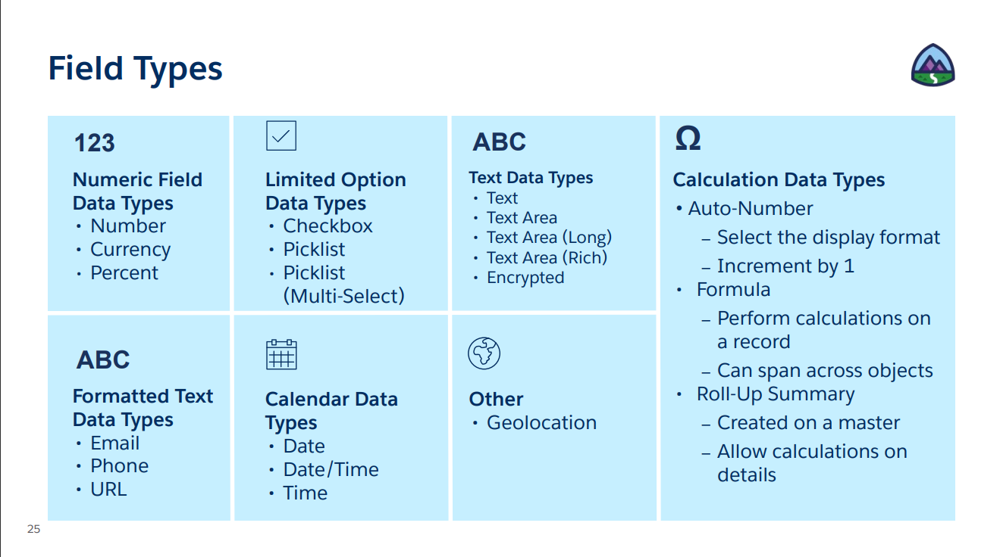 Field Types
123
Numeric Field
Data Types
• Number
• Currency
• Percent
Limited Option
Data Types
• Checkbox
• Picklist
• Picklist
(Multi-Select)
ABC
Text Data Types
• Text
• Text Area
• Text Area (Long)
• Text Area (Rich)
• Encrypted
Ω
Calculation Data Types
• Auto-Number
– Select the display format
– Increment by 1
• Formula
– Perform calculations on
a record
– Can span across objects
• Roll-Up Summary
– Created on a master
– Allow calculations on
details
ABC
Formatted Text
Data Types
• Email
• Phone
• URL
Calendar Data
Types
• Date
• Date/Time
• Time
Other
• Geolocation
25